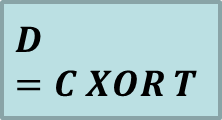 D
= C XOR T